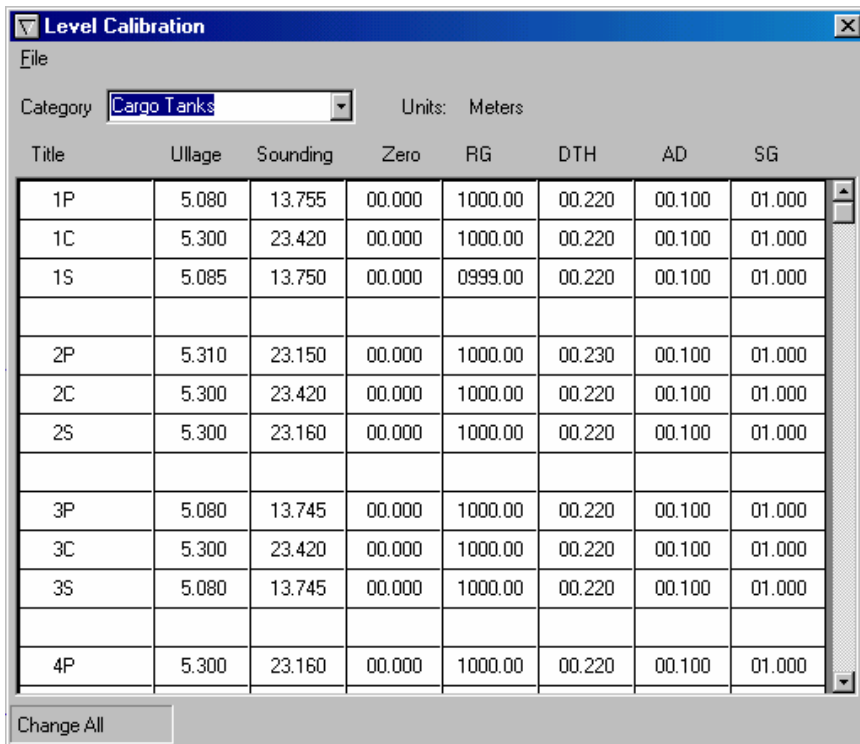 Level Calibration
File
Category Cargo Tanks Units: Meters
Title Ullage Sounding Zero RG DTH AD SG
1P 5.080 13.755 00.000 1000.00 00.220 00.100 01.000
1C 5.300 23.420 00.000 1000.00 00.220 00.100 01.000
1S 5.085 13.750 00.000 0999.00 00.220 00.100 01.000
2P 5.310 23.150 00.000 1000.00 00.230 00.100 01.000
2C 5.300 23.420 00.000 1000.00 00.220 00.100 01.000
2S 5.300 23.160 00.000 1000.00 00.220 00.100 01.000
3P 5.080 13.745 00.000 1000.00 00.220 00.100 01.000
3C 5.300 23.420 00.000 1000.00 00.220 00.100 01.000
3S 5.080 13.745 00.000 1000.00 00.220 00.100 01.000
4P 5.300 23.160 00.000 1000.00 00.220 00.100 01.000
Change All